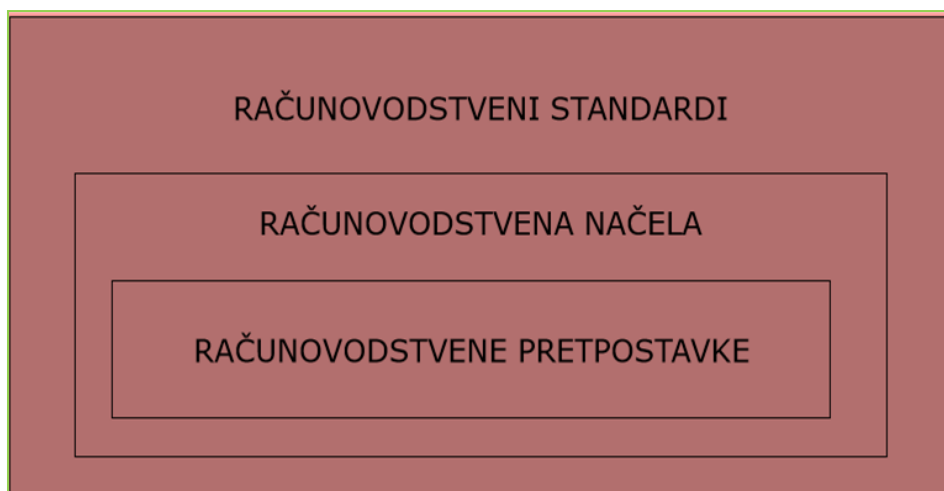 RAČUNOVODSTVENI STANDARDI
RAČUNOVODSTVENA NAČELA
RAČUNOVODSTVENE PRETPOSTAVKE